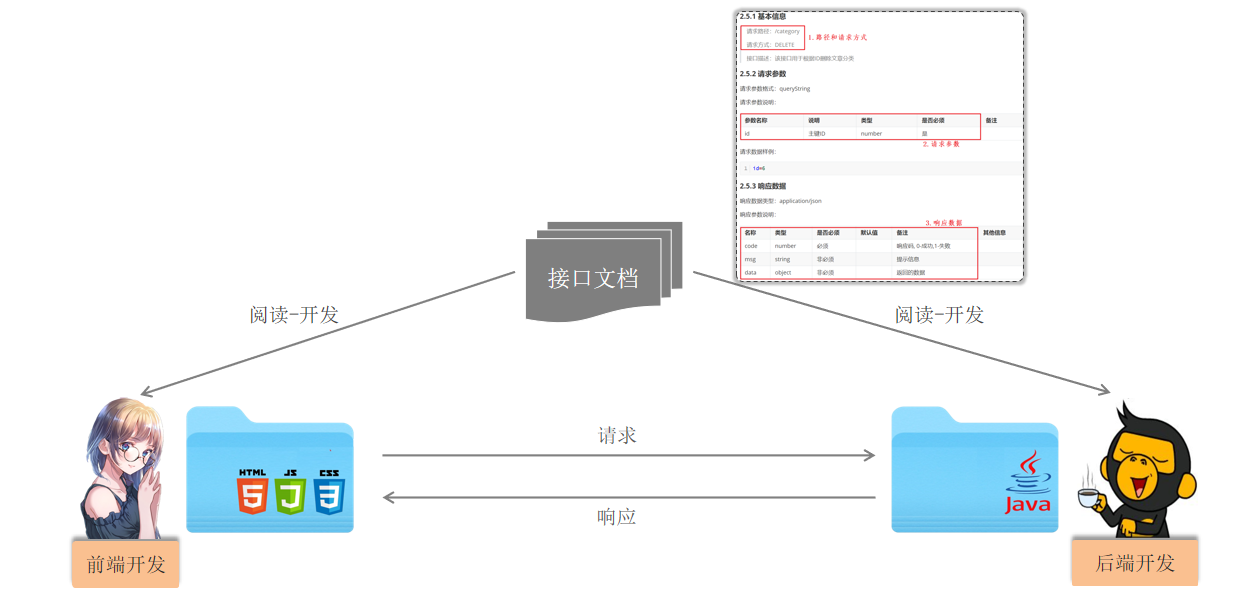 2.5.1 基本信息
请求路径：/category
1.路径和请求方式
请求方式：DELETE
接口描述：该接口用于根据ID删除文章分类
2.5.2 请求参数
请求参数格式：queryString
请求参数说明：
参数名称 说明 类型 是否必须 备注
id 主键ID number 是
2.请求参数
请求数据样例：
1 id=6
2.5.3 响应数据
响应数据类型：application/json
响应参数说明：
3.响应数据
名称 类型 是否必须 默认值 备注 其他信息
code number 必须 响应码, 0-成功,1-失败
msg string 非必须 提示信息
data object 非必须 返回的数据
接口文档
阅读-开发
阅读-开发
请求
HTML JS CSS
5 J 3
Java
响应
前端开发
后端开发